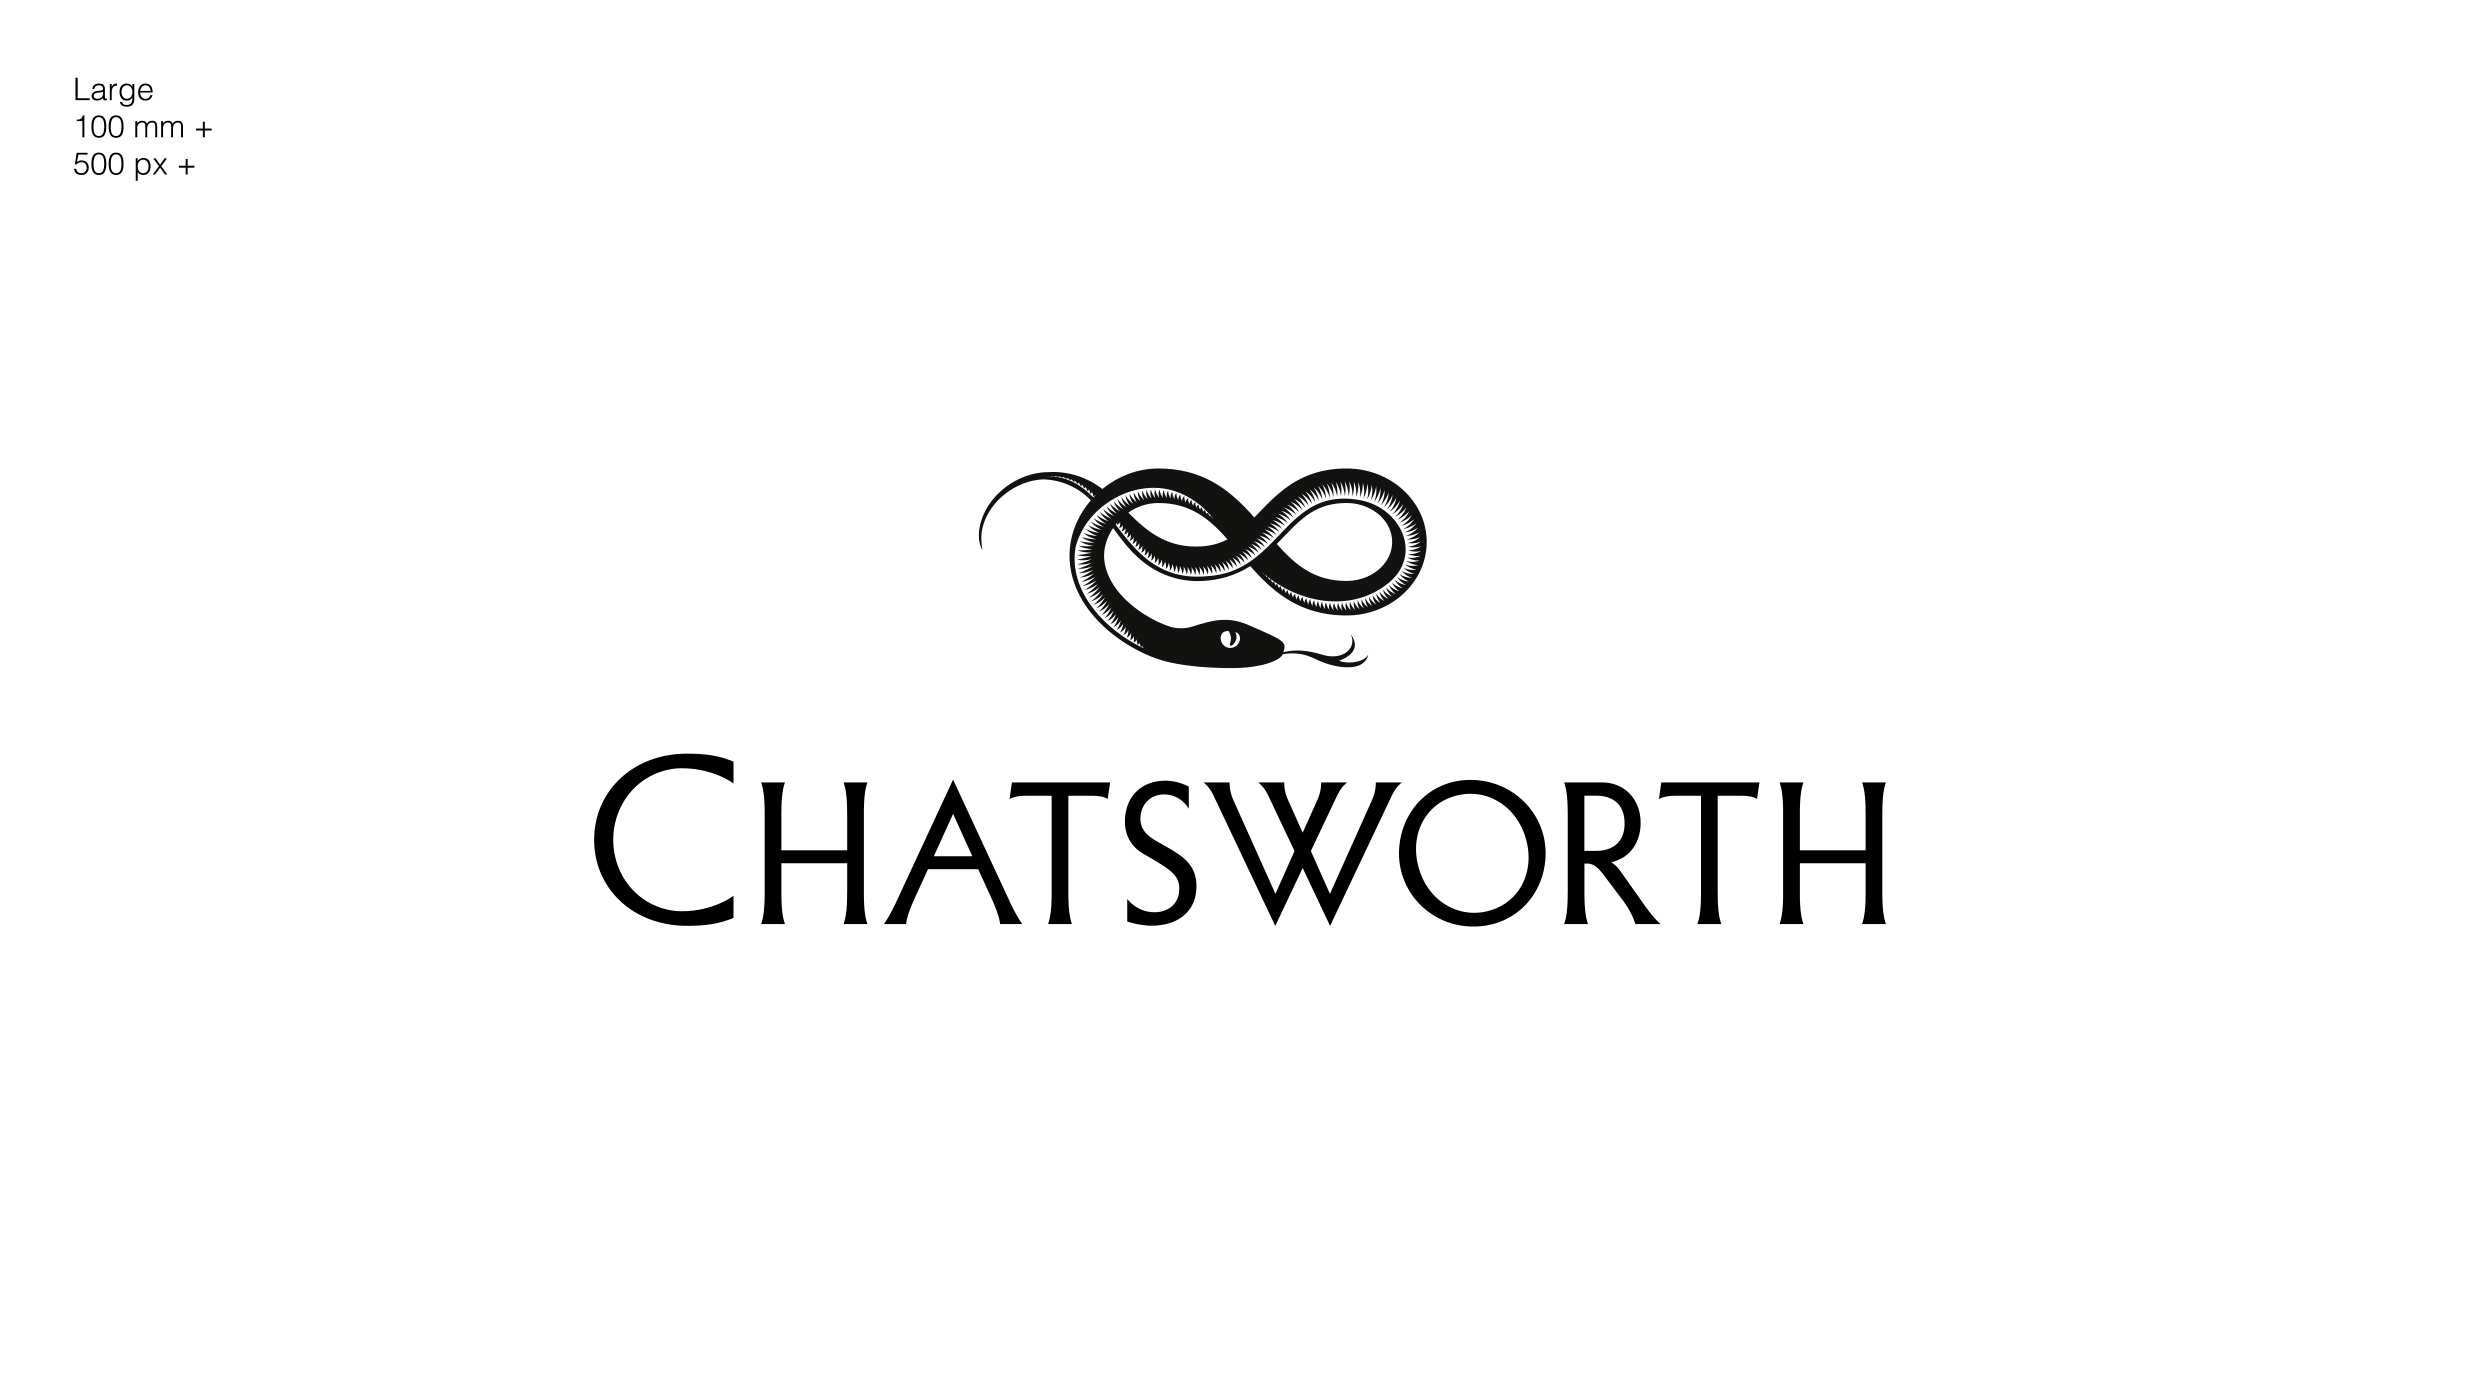 Large
100 mm +
500 px +
CHATSWORTH